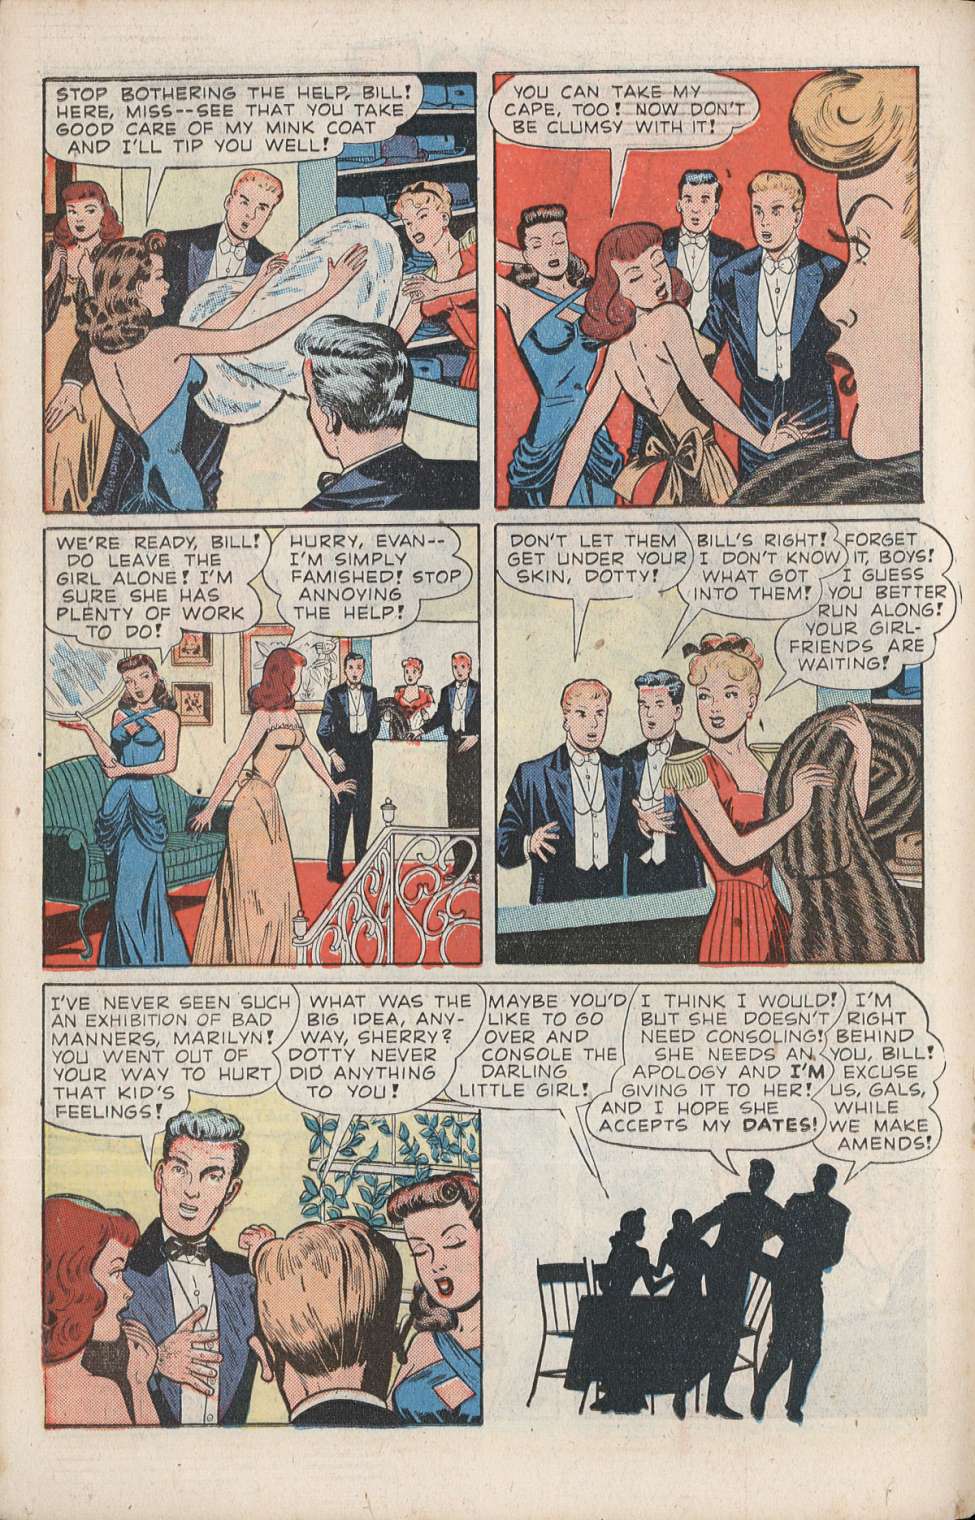 STOP BOTHERING THE HELP, BILL!
HERE, MISS--SEE THAT YOU TAKE
GOOD CARE OF MY MINK COAT
AND I'LL TIP YOU WELL!
YOU CAN TAKE MY
CAPE, TOO! NOW DON'T
BE CLUMSY WITH IT!
WE'RE READY, BILL!
DO LEAVE THE
GIRL ALONE! I'M
SURE SHE HAS
PLENTY OF WORK
TO DO!
HURRY, EVAN--
I'M SIMPLY
FAMISHED! STOP
ANNOYING
THE HELP!
DON'T LET THEM
GET UNDER YOUR
SKIN, DOTTY!
BILL'S RIGHT!
I DON'T KNOW
WHAT GOT
INTO THEM!
FORGET
IT, BOYS!
I GUESS
YOU BETTER
RUN ALONG!
YOUR GIRL-
FRIENDS ARE
WAITING!
I'VE NEVER SEEN SUCH
AN EXHIBITION OF BAD
MANNERS, MARILYN!
YOU WENT OUT OF
YOUR WAY TO HURT
THAT KID'S
FEELINGS!
WHAT WAS THE
BIG IDEA, ANY-
WAY, SHERRY?
DOTTY NEVER
DID ANYTHING
TO YOU!
MAYBE YOU'D
LIKE TO GO
OVER AND
CONSOLE THE
DARLING
LITTLE GIRL!
I THINK I WOULD!
BUT SHE DOESN'T
NEED CONSOLING!
SHE NEEDS AN
APOLOGY AND I'M
GIVING IT TO HER!
AND I HOPE SHE
ACCEPTS MY DATES!
I'M
RIGHT
BEHIND
YOU, BILL!
EXCUSE
US, GALS,
WHILE
WE MAKE
AMENDS!